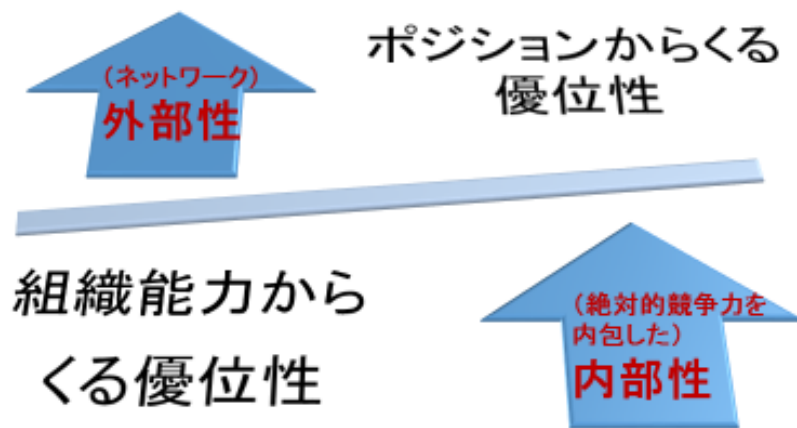 (ネットワーク)
外部性
ポジションからくる
優位性
組織能力から
くる優位性
(絶対的競争力を
内包した)
内部性